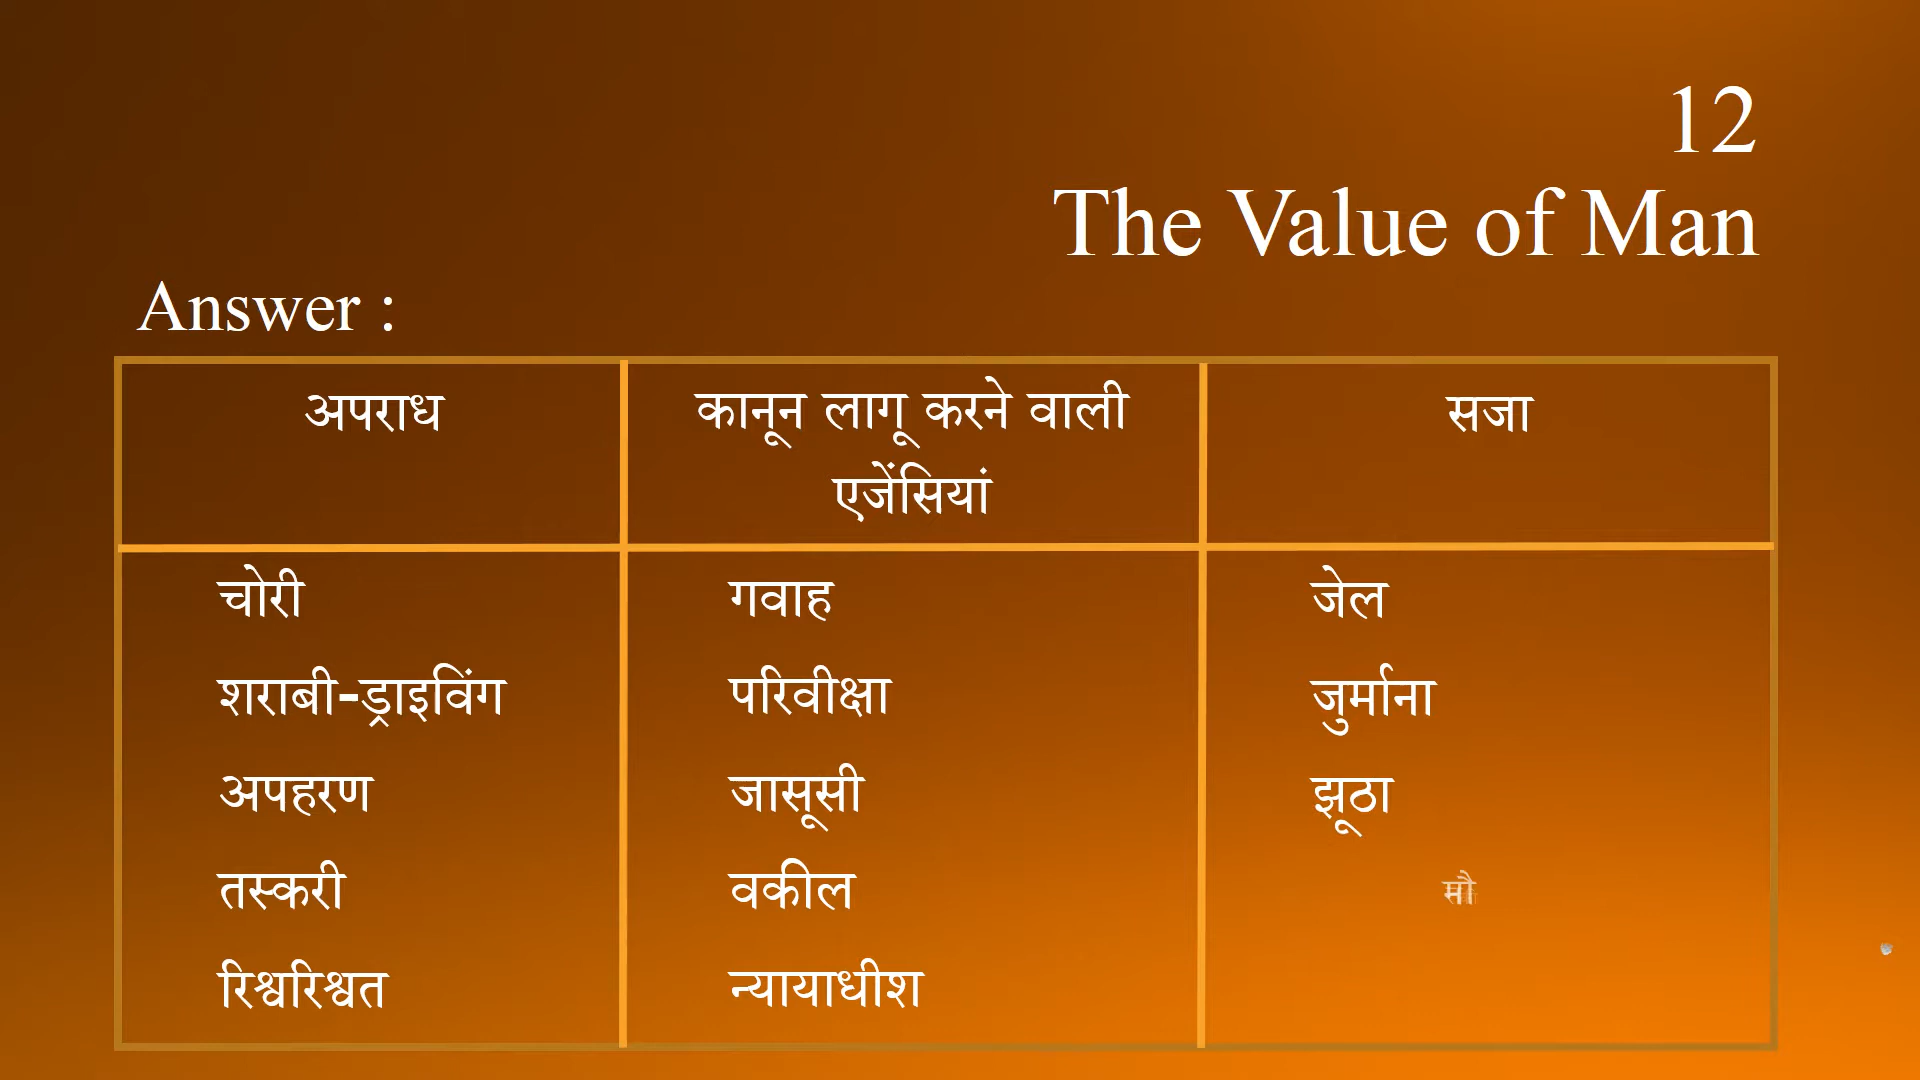 12
The Value of Man
Answer :
अपराध
कानून लागू करने वाली
एजेंसियां
सजा
चोरी
गवाह
जेल
शराबी-ड्राइविंग
परिवीक्षा
जुर्माना
अपहरण
जासूसी
झूठा
तस्करी
वकील
रिश्वरिश्वत
न्यायाधीश